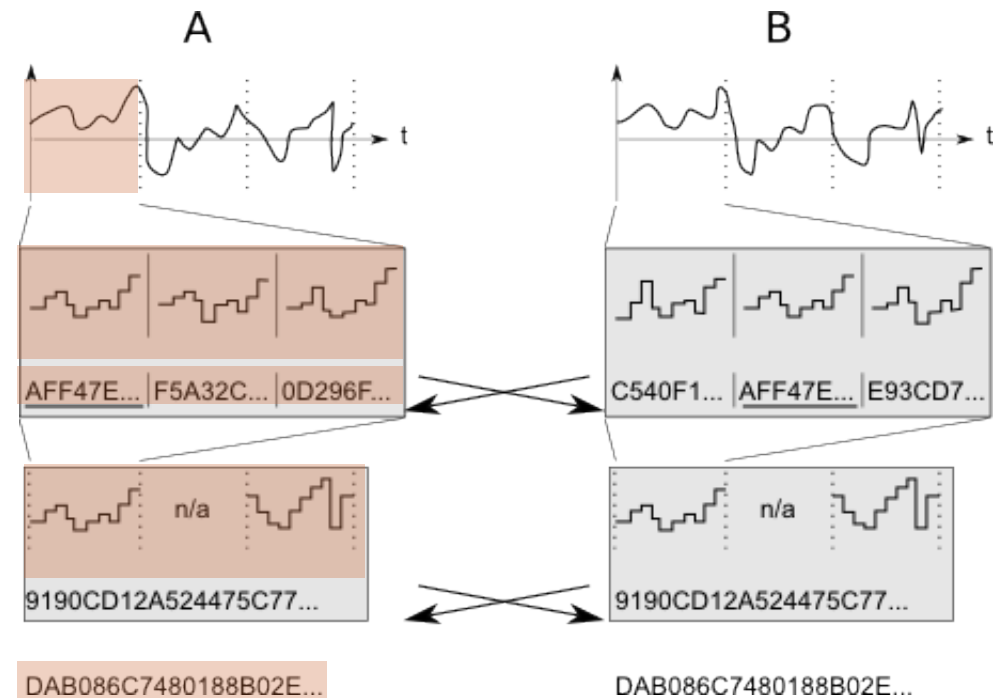 A B
t t
AFF47E... F5A32C... 0D296F... C540F1... AFF47E... E93CD7...
n/a n/a
9190CD12A524475C77... 9190CD12A524475C77...
DAB086C7480188B02E... DAB086C7480188B02E...